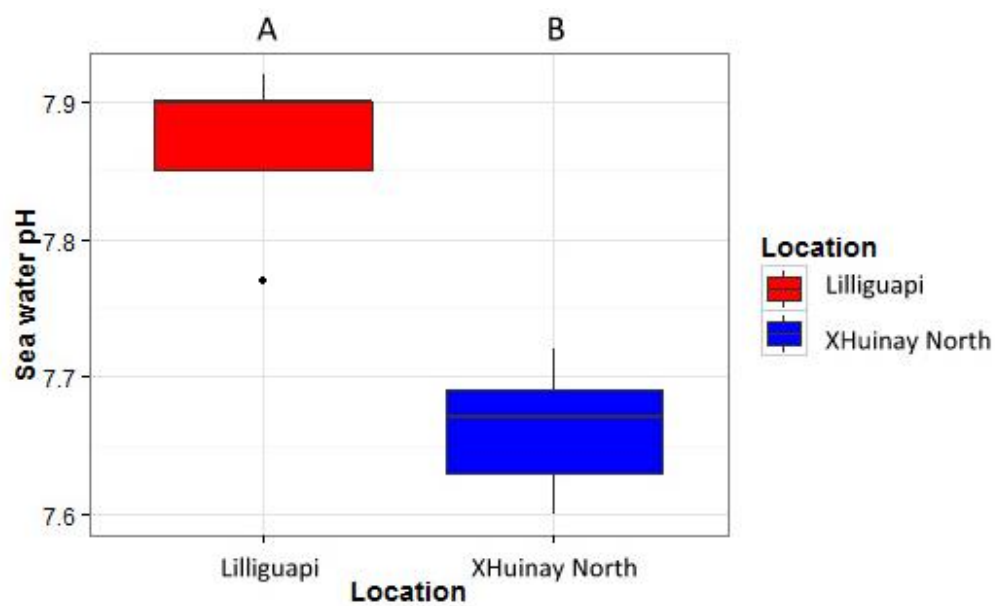 A
B
Sea water pH
7.9
7.8
7.7
7.6
Lilliguapi
XHuinay North
Location
Location
Lilliguapi
XHuinay North